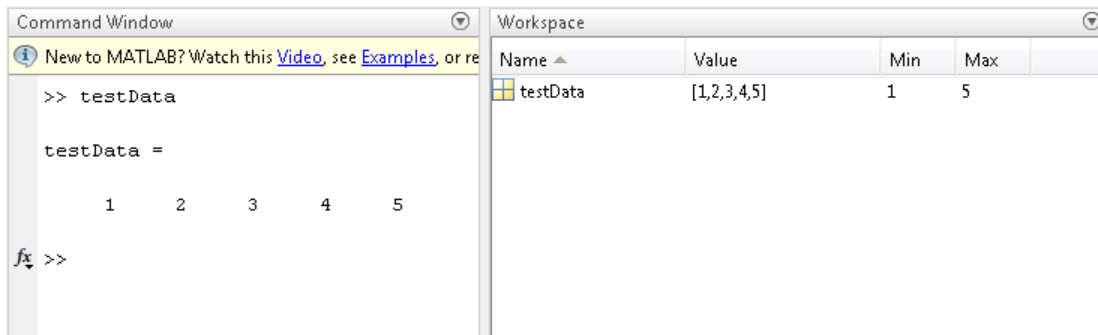 Command Window
New to MATLAB? Watch this Video, see Examples, or re
>> testData
testData =
1 2 3 4 5
fx >>
Workspace
Name Value Min Max
testData [1,2,3,4,5] 1 5